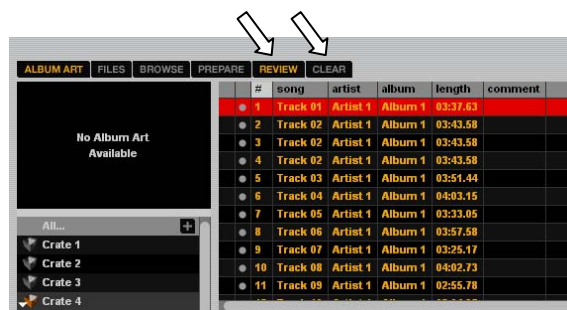 ALBUM ART FILES BROWSE PREPARE REVIEW CLEAR
# song artist album length comment
1 Track 01 Artist 1 Album 1 03:37.63
2 Track 02 Artist 1 Album 1 03:43.58
3 Track 02 Artist 1 Album 1 03:43.58
4 Track 02 Artist 1 Album 1 03:43.58
5 Track 03 Artist 1 Album 1 03:51.44
6 Track 04 Artist 1 Album 1 04:03.15
7 Track 05 Artist 1 Album 1 03:33.05
8 Track 06 Artist 1 Album 1 03:57.58
9 Track 07 Artist 1 Album 1 03:25.17
10 Track 08 Artist 1 Album 1 04:02.73
11 Track 09 Artist 1 Album 1 02:55.78
No Album Art
Available
All...
Crate 1
Crate 2
Crate 3
Crate 4